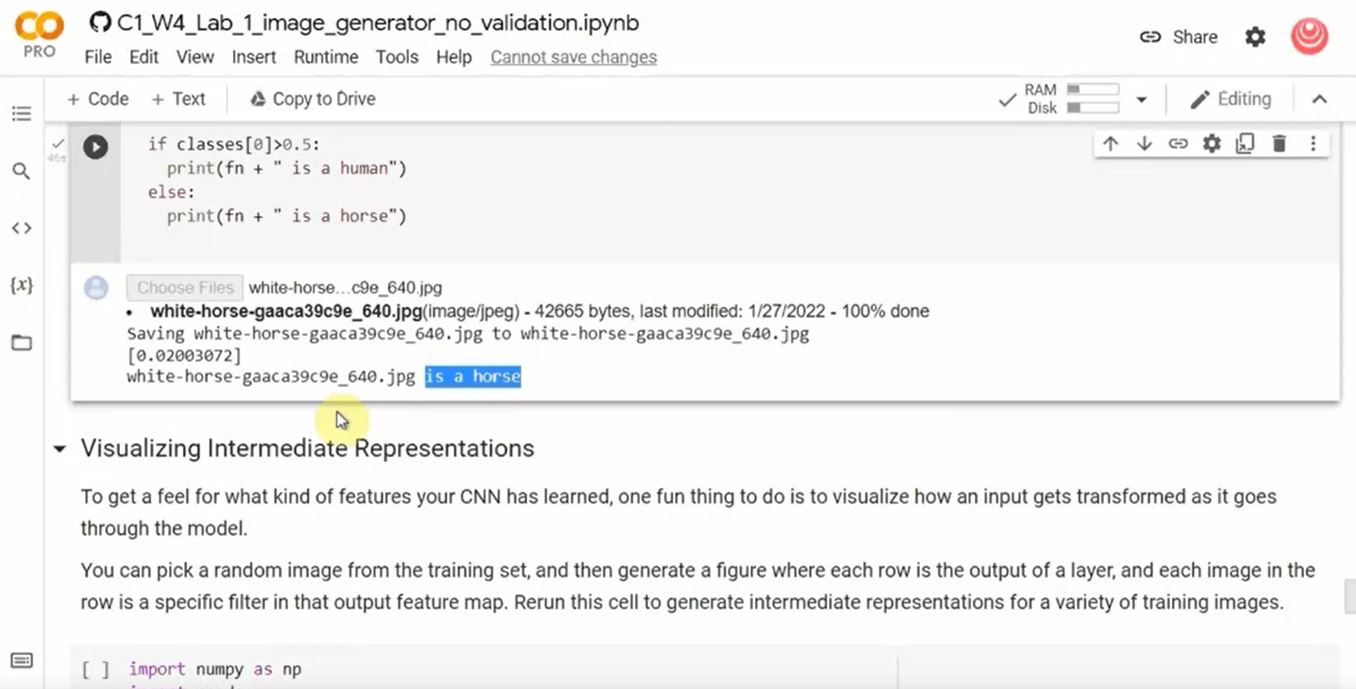 CO
PRO
C1_W4_Lab_1_image_generator_no_validation.ipynb
File Edit View Insert Runtime Tools Help Cannot save changes
Share
+ Code + Text Copy to Drive
RAM
Disk
Editing
46s
if classes[0]>0.5:
print(fn + " is a human")
else:
print(fn + " is a horse")
{x}
Choose Files white-horse…c9e_640.jpg
• white-horse-gaaca39c9e_640.jpg(image/jpeg) - 42665 bytes, last modified: 1/27/2022 - 100% done
Saving white-horse-gaaca39c9e_640.jpg to white-horse-gaaca39c9e_640.jpg
[0.02003072]
white-horse-gaaca39c9e_640.jpg is a horse
Visualizing Intermediate Representations
To get a feel for what kind of features your CNN has learned, one fun thing to do is to visualize how an input gets transformed as it goes
through the model.
You can pick a random image from the training set, and then generate a figure where each row is the output of a layer, and each image in the
row is a specific filter in that output feature map. Rerun this cell to generate intermediate representations for a variety of training images.
[ ] import numpy as np